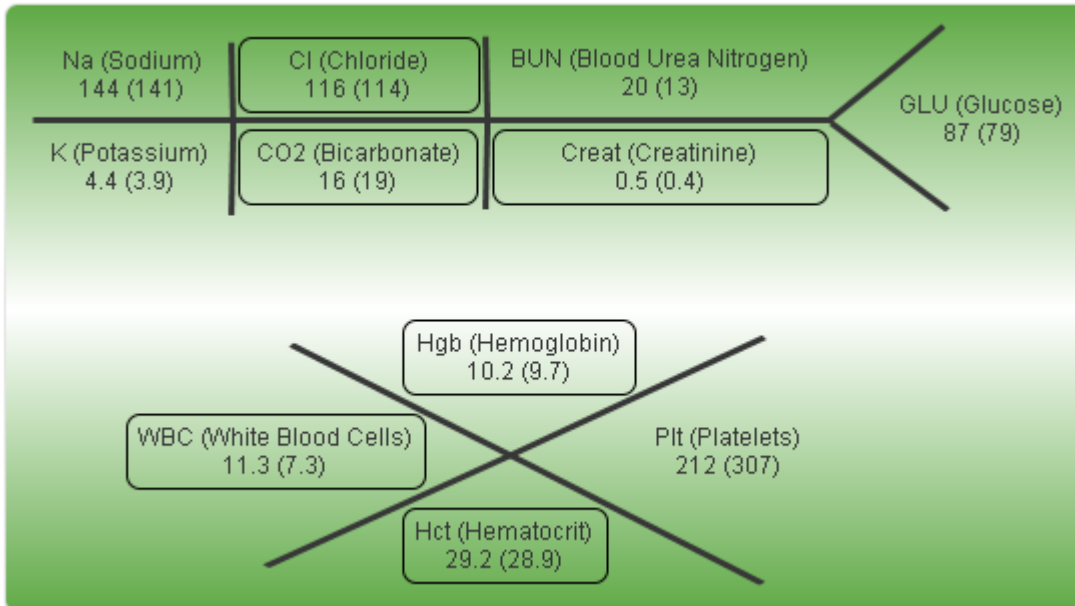 Na (Sodium)
144 (141)
Cl (Chloride)
116 (114)
BUN (Blood Urea Nitrogen)
20 (13)
GLU (Glucose)
87 (79)
K (Potassium)
4.4 (3.9)
CO2 (Bicarbonate)
16 (19)
Creat (Creatinine)
0.5 (0.4)
Hgb (Hemoglobin)
10.2 (9.7)
WBC (White Blood Cells)
11.3 (7.3)
Plt (Platelets)
212 (307)
Hct (Hematocrit)
29.2 (28.9)